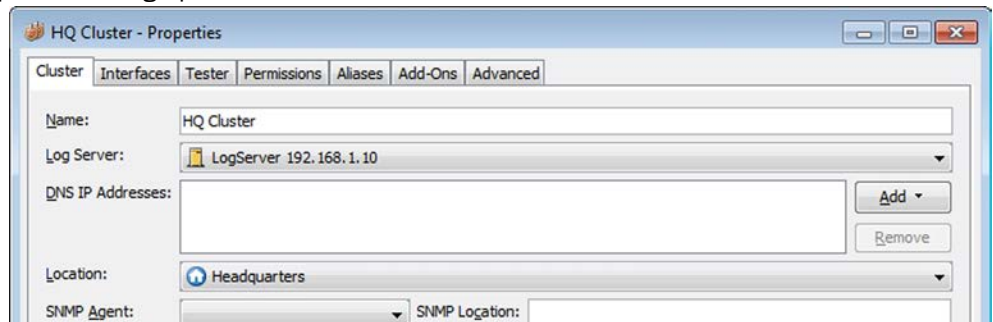 HQ Cluster - Properties
Cluster Interfaces Tester Permissions Aliases Add-Ons Advanced
Name: HQ Cluster
Log Server: LogServer 192.168.1.10
DNS IP Addresses: Add
Remove
Location: Headquarters
SNMP Agent: SNMP Location: